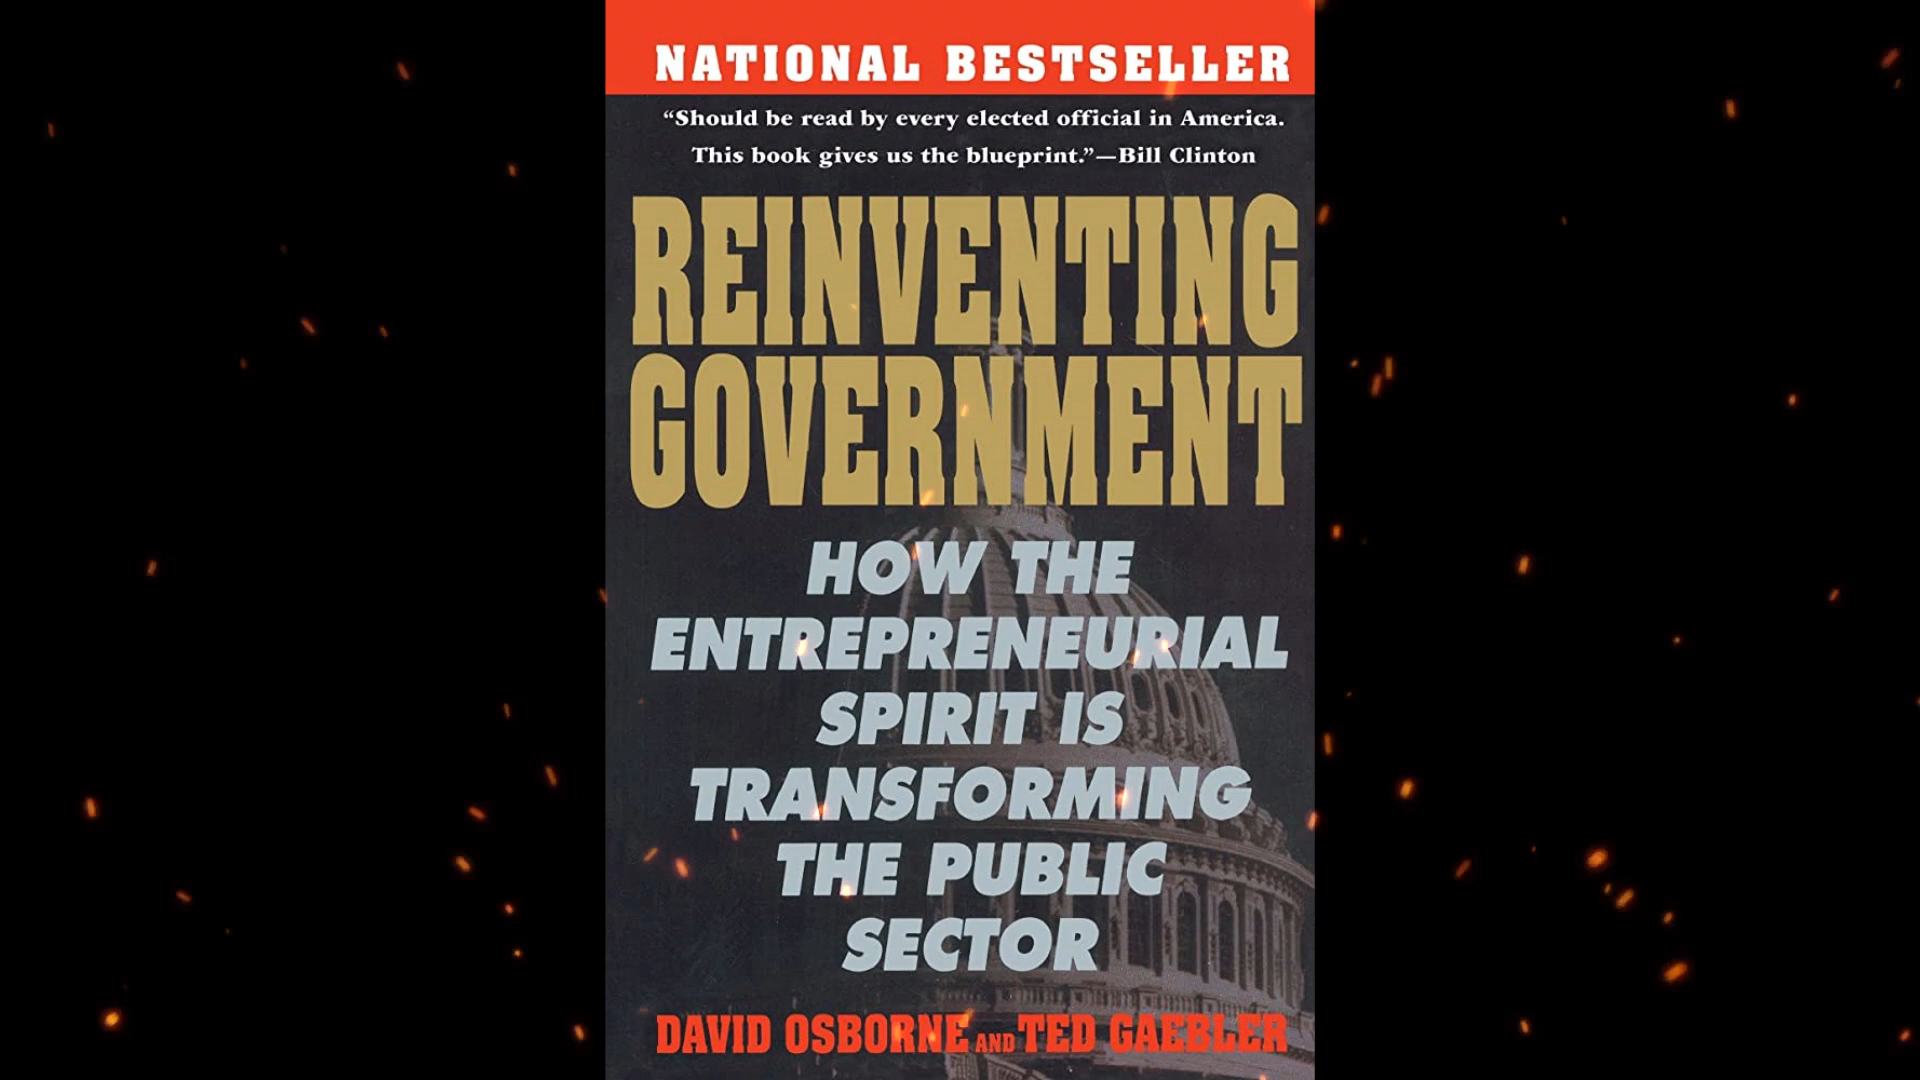 NATIONAL BESTSELLER
“Should be read by every elected official in America.
This book gives us the blueprint.”—Bill Clinton
REINVENTING
GOVERNMENT
HOW THE
ENTREPRENEURIAL
SPIRIT IS
TRANSFORMING
THE PUBLIC
SECTOR
DAVID OSBORNE AND TED GAEBLER